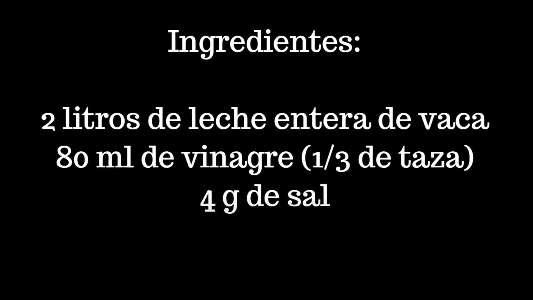 Ingredientes:
2 litros de leche entera de vaca
80 ml de vinagre (1/3 de taza)
4 g de sal